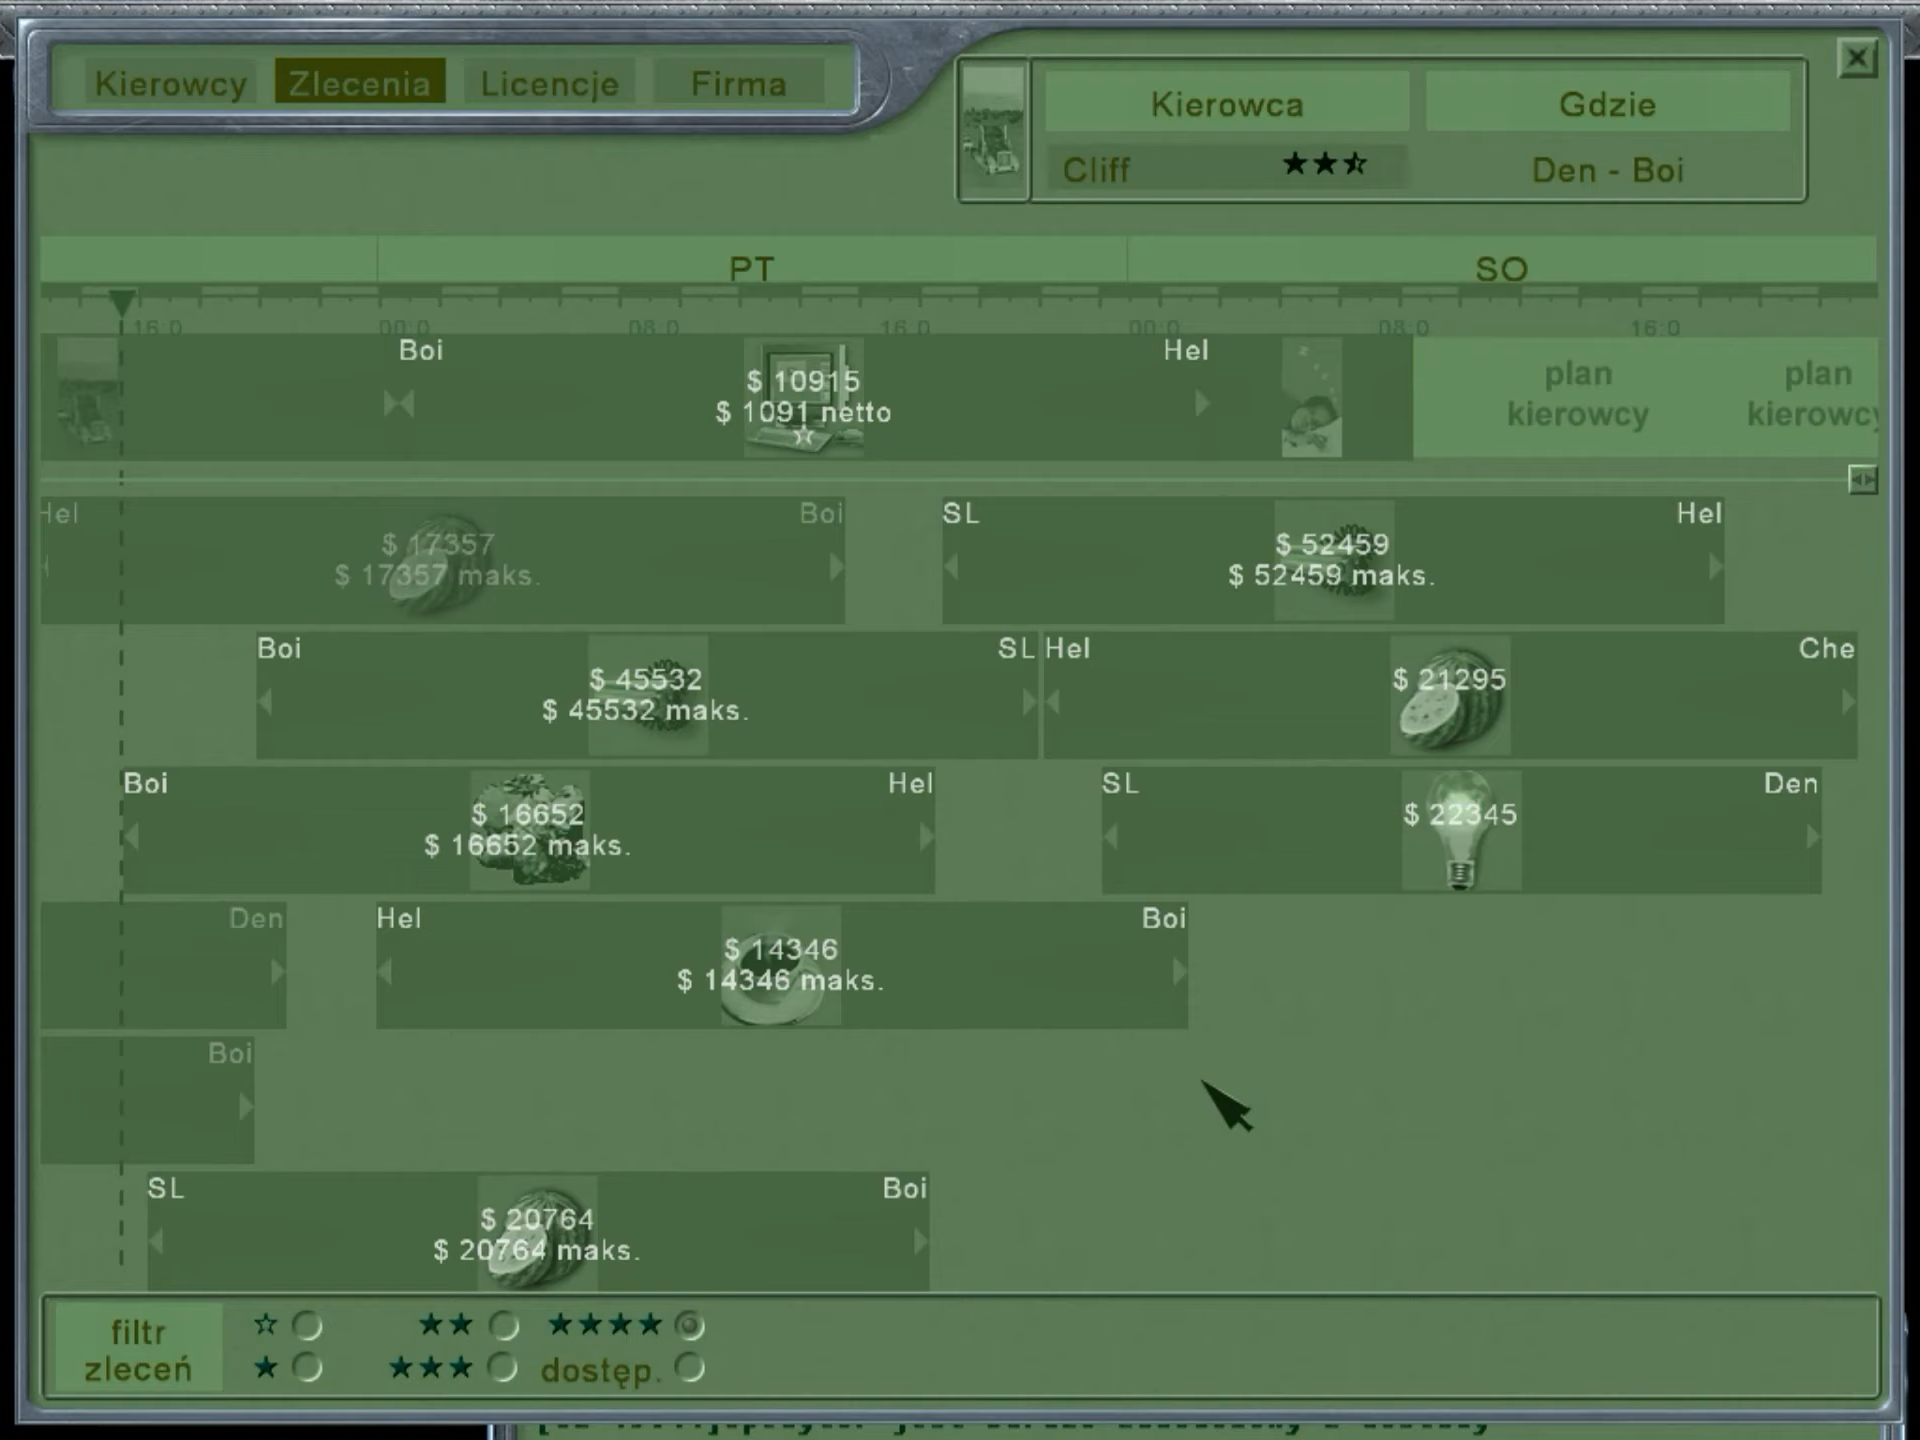 Kierowcy Zlecenia Licencje Firma
Kierowca Gdzie
Cliff Den - Boi
PT SO
16:0 00:0 08:0 16:0 00:0 08:0 16:0
Boi Hel
$ 10915
$ 1091 netto
plan kierowcy
plan kierowcy
Hel Boi
$ 17357
$ 17357 maks.
SL Hel
$ 52459
$ 52459 maks.
Boi SL
$ 45532
$ 45532 maks.
Hel Che
$ 21295
Boi Hel
$ 16652
$ 16652 maks.
SL Den
$ 22345
Den
Hel Boi
$ 14346
$ 14346 maks.
Boi
SL Boi
$ 20764
$ 20764 maks.
filtr
zleceń
dostęp.